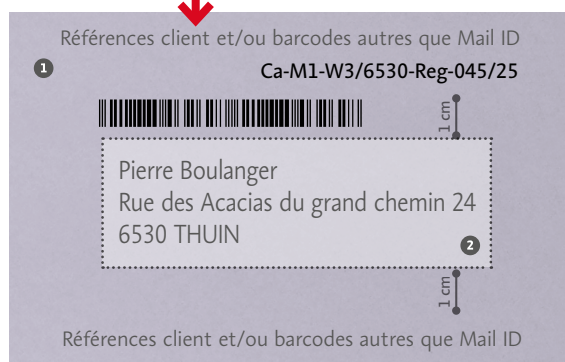 Références client et/ou barcodes autres que Mail ID
1
Ca-M1-W3/6530-Reg-045/25
1 cm
Pierre Boulanger
Rue des Acacias du grand chemin 24
6530 THUIN
2
1 cm
Références client et/ou barcodes autres que Mail ID